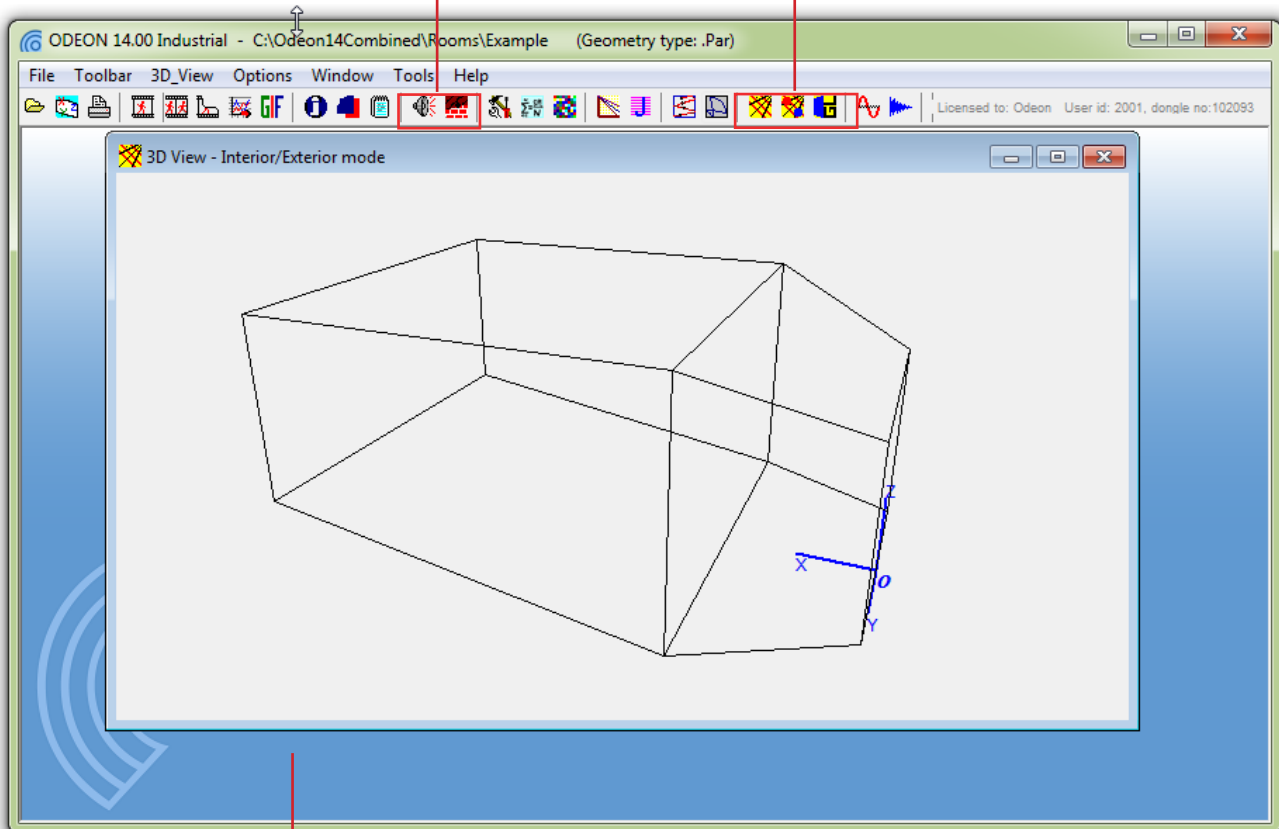 ODEON 14.00 Industrial - C:\Odeon14Combined\Rooms\Example (Geometry type: .Par)
File Toolbar 3D_View Options Window Tools Help
GIF
Licensed to: Odeon User id: 2001, dongle no:102093
3D View - Interior/Exterior mode
Z
X
O
Y